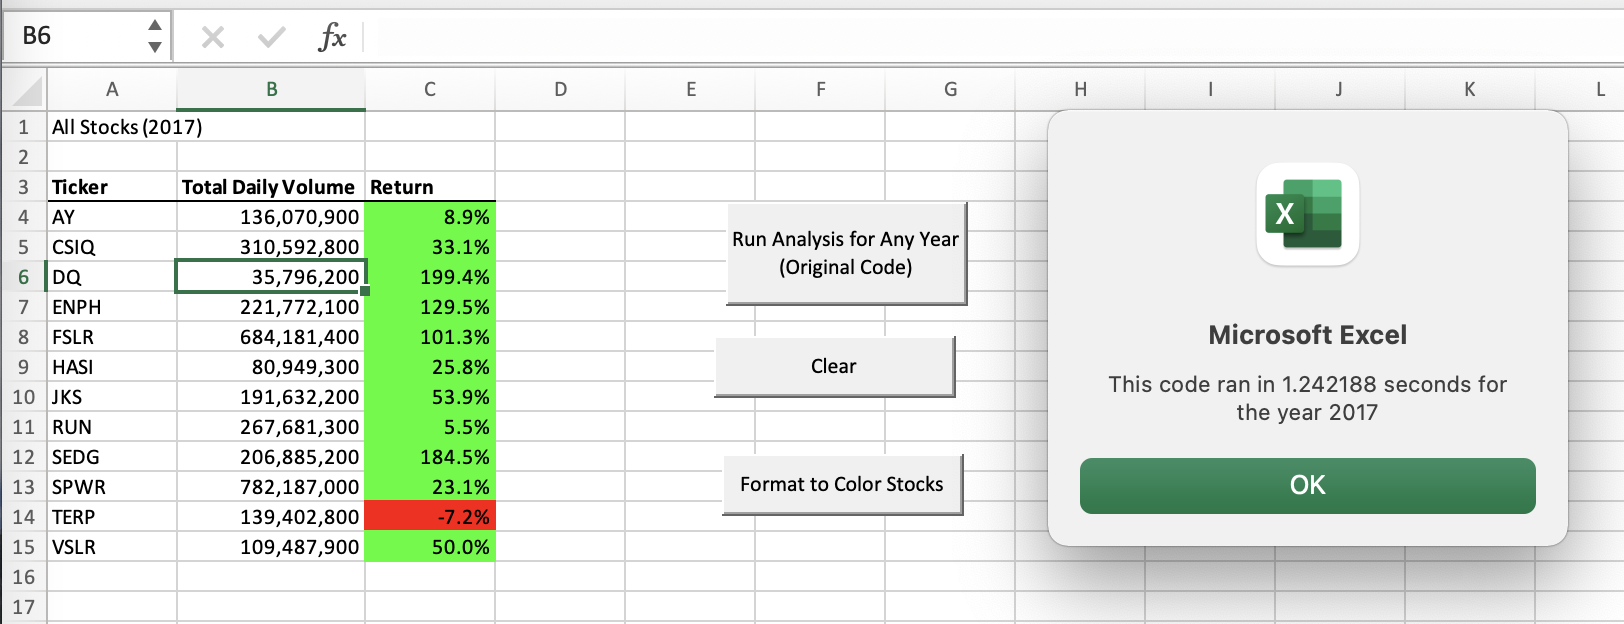 B6 fx
A B C D E F G H I J K L
1 All Stocks (2017)
2
3 Ticker Total Daily Volume Return
4 AY 136,070,900 8.9%
5 CSIQ 310,592,800 33.1%
6 DQ 35,796,200 199.4%
7 ENPH 221,772,100 129.5%
8 FSLR 684,181,400 101.3%
9 HASI 80,949,300 25.8%
10 JKS 191,632,200 53.9%
11 RUN 267,681,300 5.5%
12 SEDG 206,885,200 184.5%
13 SPWR 782,187,000 23.1%
14 TERP 139,402,800 -7.2%
15 VSLR 109,487,900 50.0%
16
17
Run Analysis for Any Year
(Original Code)
Clear
Format to Color Stocks
X
Microsoft Excel
This code ran in 1.242188 seconds for
the year 2017
OK